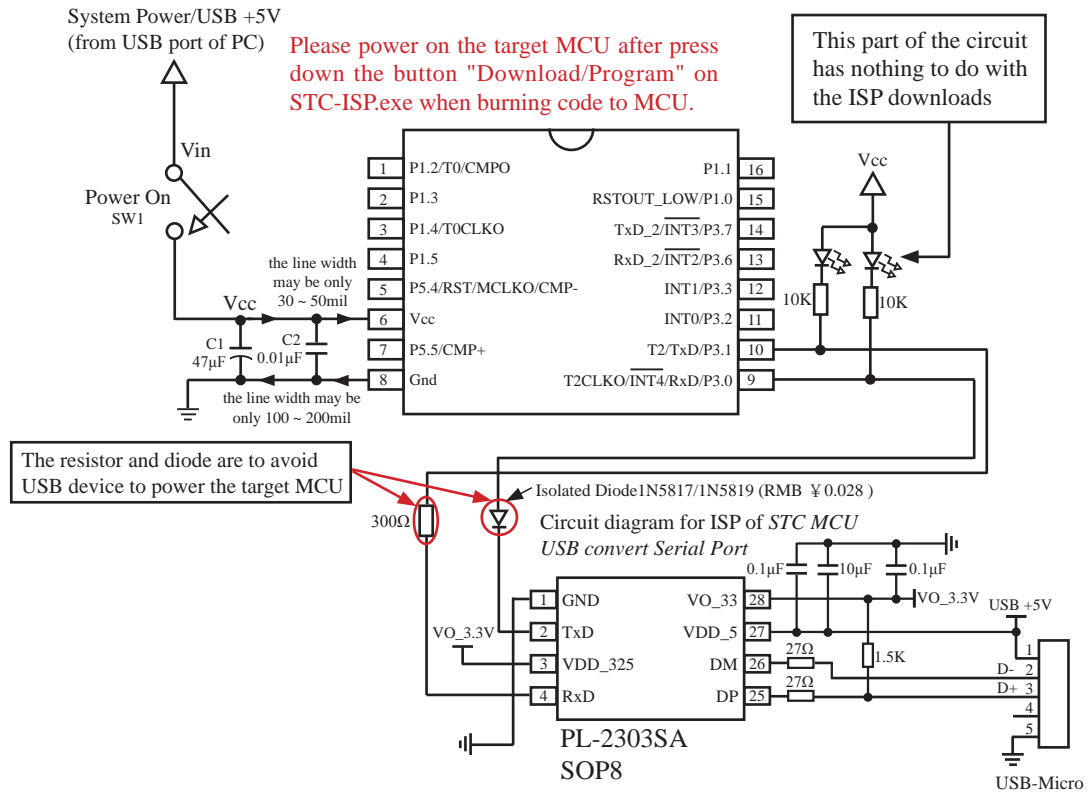 System Power/USB +5V
(from USB port of PC)
Please power on the target MCU after press
down the button "Download/Program" on
STC-ISP.exe when burning code to MCU.
This part of the circuit
has nothing to do with
the ISP downloads
Vin
Power On
SW1
Vcc
the line width
may be only
30 ~ 50mil
C1
47μF
C2
0.01μF
the line width may be
only 100 ~ 200mil
1 P1.2/T0/CMPO
2 P1.3
3 P1.4/T0CLKO
4 P1.5
5 P5.4/RST/MCLKO/CMP-
6 Vcc
7 P5.5/CMP+
8 Gnd
P1.1 16
RSTOUT_LOW/P1.0 15
TxD_2/INT3/P3.7 14
RxD_2/INT2/P3.6 13
INT1/P3.3 12
INT0/P3.2 11
T2/TxD/P3.1 10
T2CLKO/INT4/RxD/P3.0 9
Vcc
10K
10K
The resistor and diode are to avoid
USB device to power the target MCU
300Ω
Isolated Diode1N5817/1N5819 (RMB ¥0.028 )
Circuit diagram for ISP of STC MCU
USB convert Serial Port
0.1μF
10μF
0.1μF
VO_3.3V
VO_3.3V
USB +5V
1 GND
2 TxD
3 VDD_325
4 RxD
VO_33 28
VDD_5 27
DM 26
DP 25
27Ω
27Ω
1.5K
1
D- 2
D+ 3
4
5
PL-2303SA
SOP8
USB-Micro